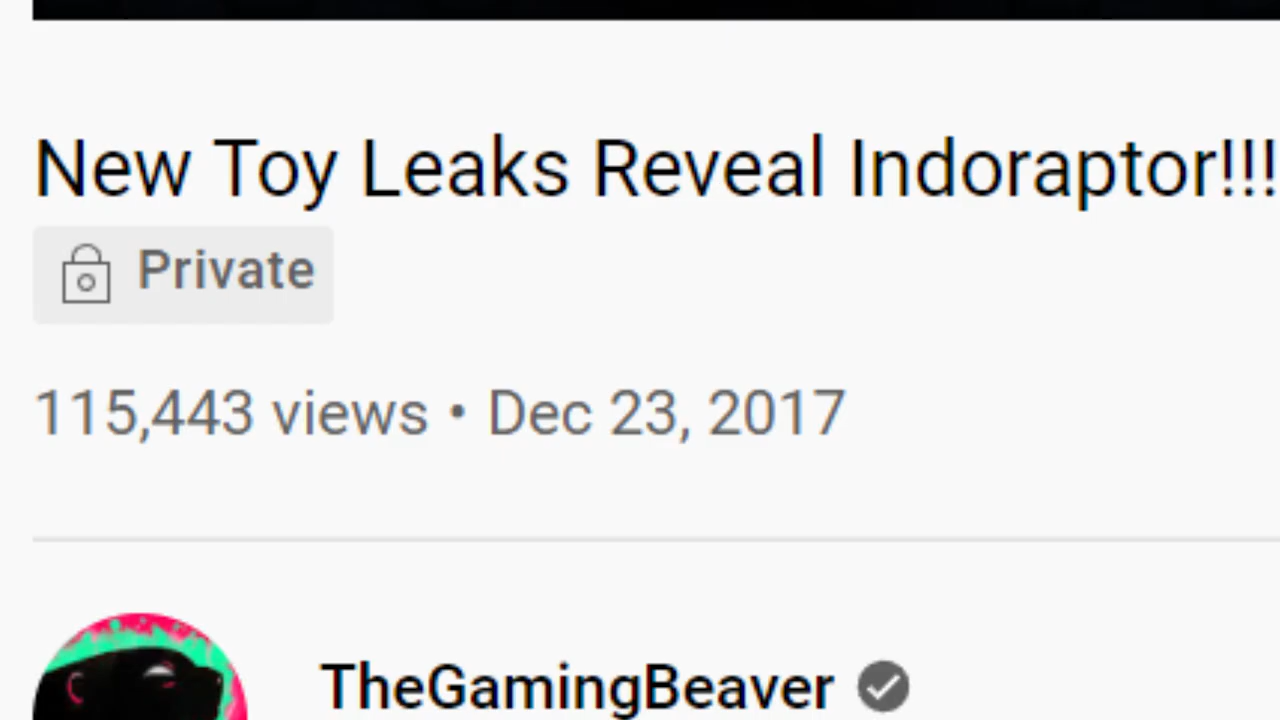 New Toy Leaks Reveal Indoraptor!!!
Private
115,443 views • Dec 23, 2017
TheGamingBeaver